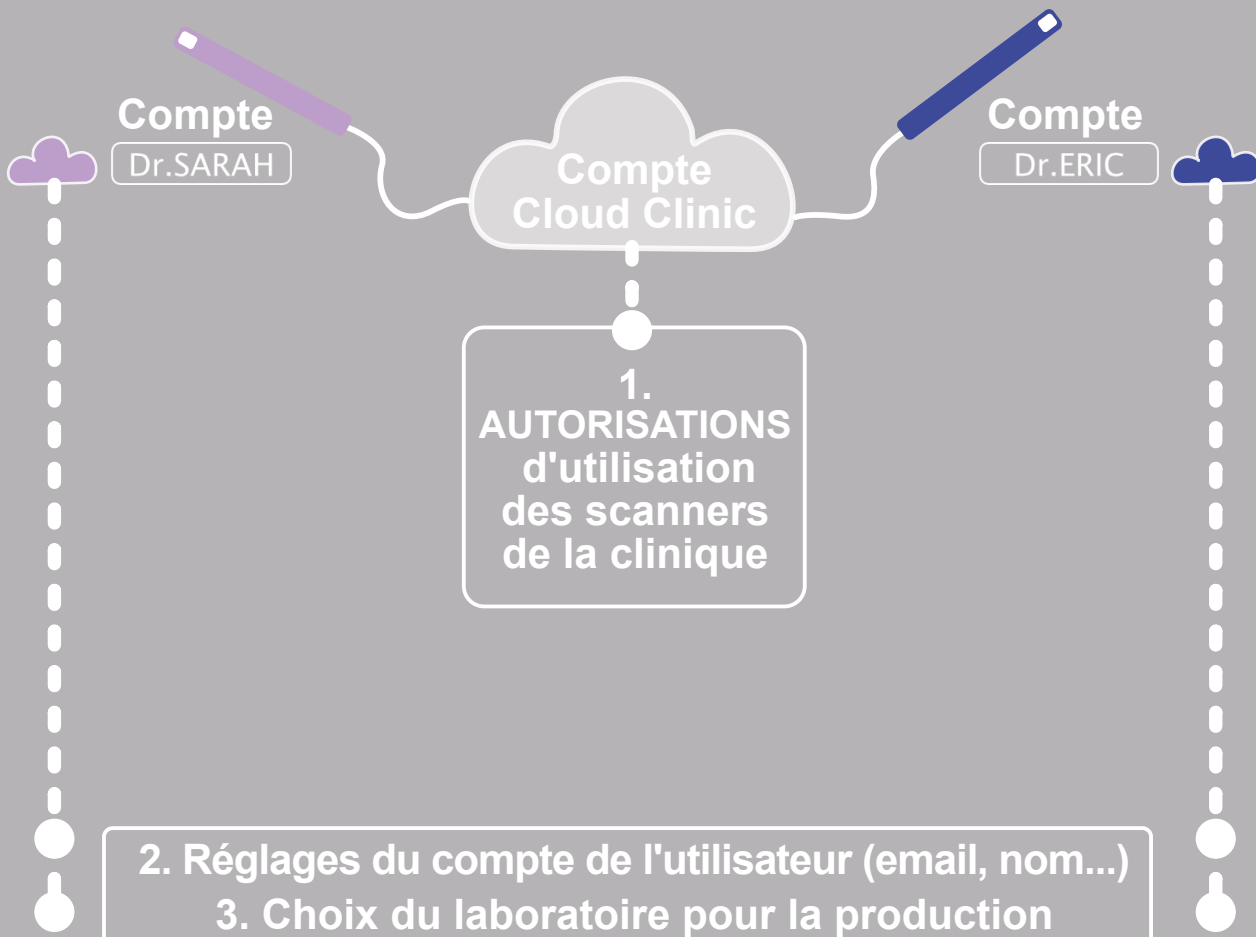 Compte
Dr.SARAH
Compte
Cloud Clinic
Compte
Dr.ERIC
1.
AUTORISATIONS
d'utilisation
des scanners
de la clinique
2. Réglages du compte de l'utilisateur (email, nom...)
3. Choix du laboratoire pour la production